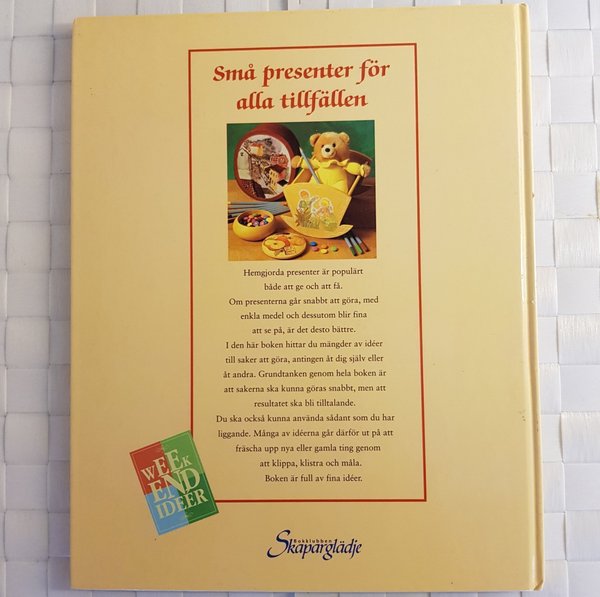 Små presenter för
alla tillfällen
Hemgjorda presenter är populärt
både att ge och att få.
Om presenterna går snabbt att göra, med
enkla medel och dessutom blir fina
att se på, är det desto bättre.
I den här boken hittar du mängder av idéer
till saker att göra, antingen åt dig själv eller
åt andra. Grundtanken genom hela boken är
att sakerna ska kunna göras snabbt, men att
resultatet ska bli tilltalande.
Du ska också kunna använda sådant som du har
liggande. Många av idéerna går därför ut på att
fräscha upp nya eller gamla ting genom
att klippa, klistra och måla.
Boken är full av fina idéer.
WEEK
END
IDÉER
Bokklubben
Skaparglädje